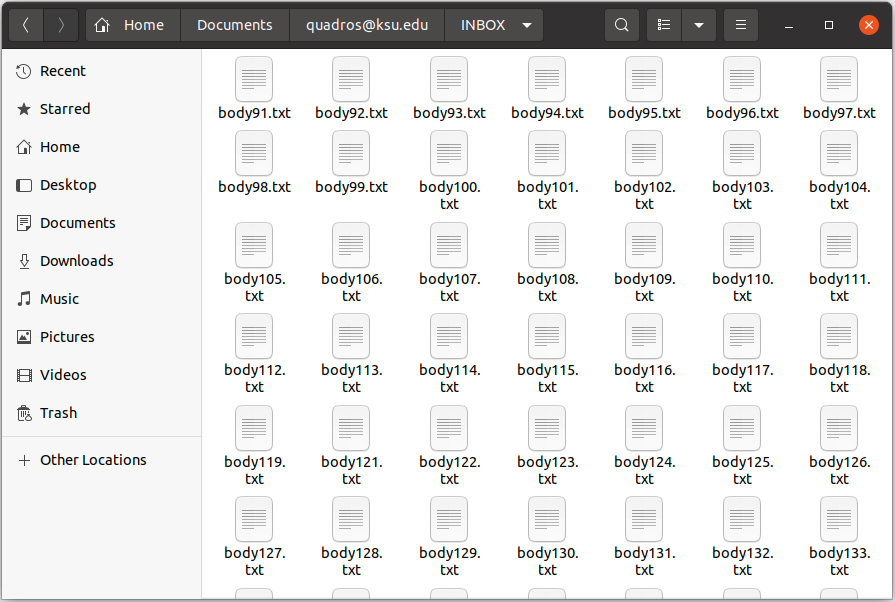 Home Documents quadros@ksu.edu INBOX
Recent
Starred
Home
Desktop
Documents
Downloads
Music
Pictures
Videos
Trash
Other Locations
body91.txt body92.txt body93.txt body94.txt body95.txt body96.txt body97.txt
body98.txt body99.txt body100. body101. body102. body103. body104.
txt txt txt txt txt
body105. body106. body107. body108. body109. body110. body111.
txt txt txt txt txt txt txt
body112. body113. body114. body115. body116. body117. body118.
txt txt txt txt txt txt txt
body119. body121. body122. body123. body124. body125. body126.
txt txt txt txt txt txt txt
body127. body128. body129. body130. body131. body132. body133.
txt txt txt txt txt txt txt